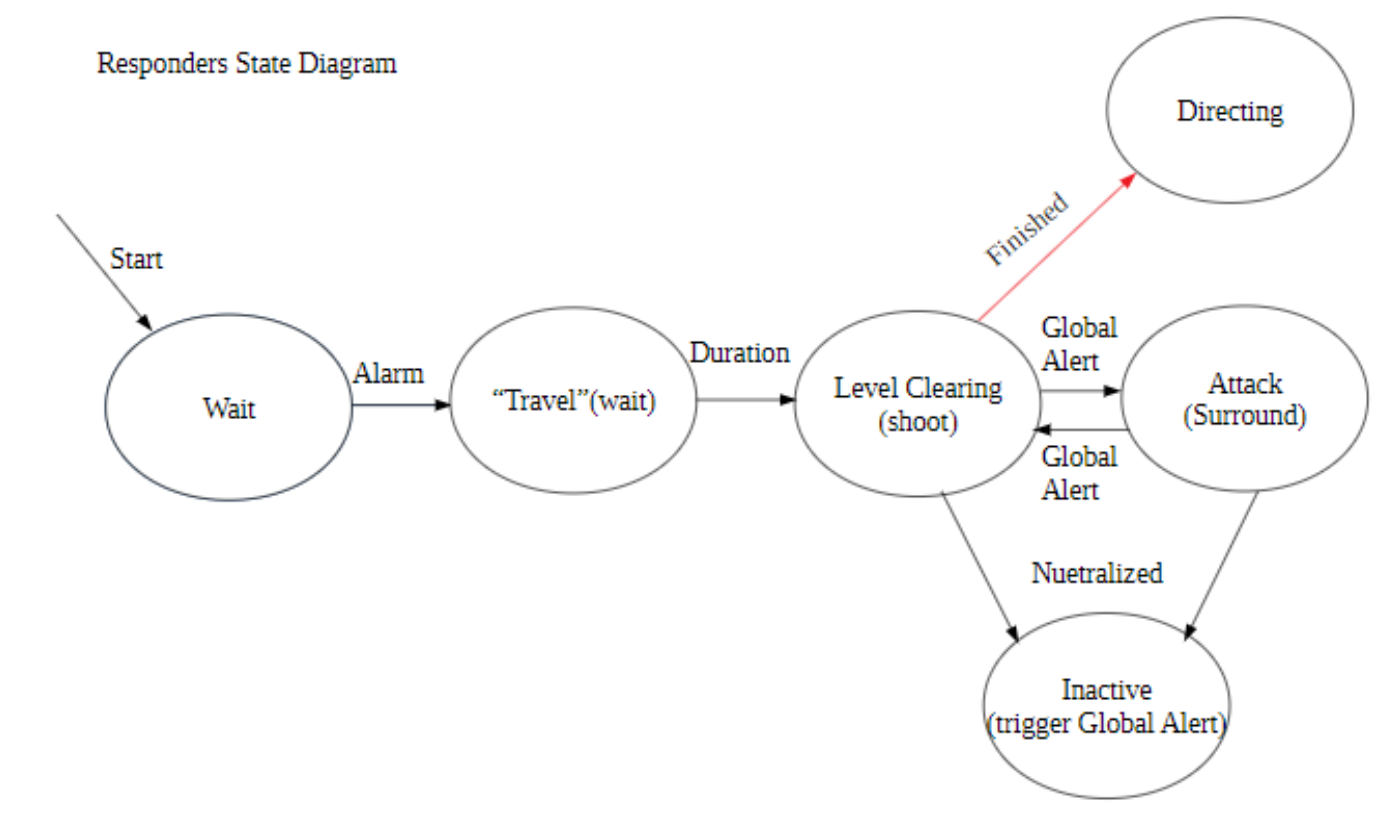 Responders State Diagram
Directing
Finished
Start
Global
Alert
Alarm
Duration
Wait
“Travel”(wait)
Level Clearing
(shoot)
Attack
(Surround)
Global
Alert
Nuetralized
Inactive
(trigger Global Alert)